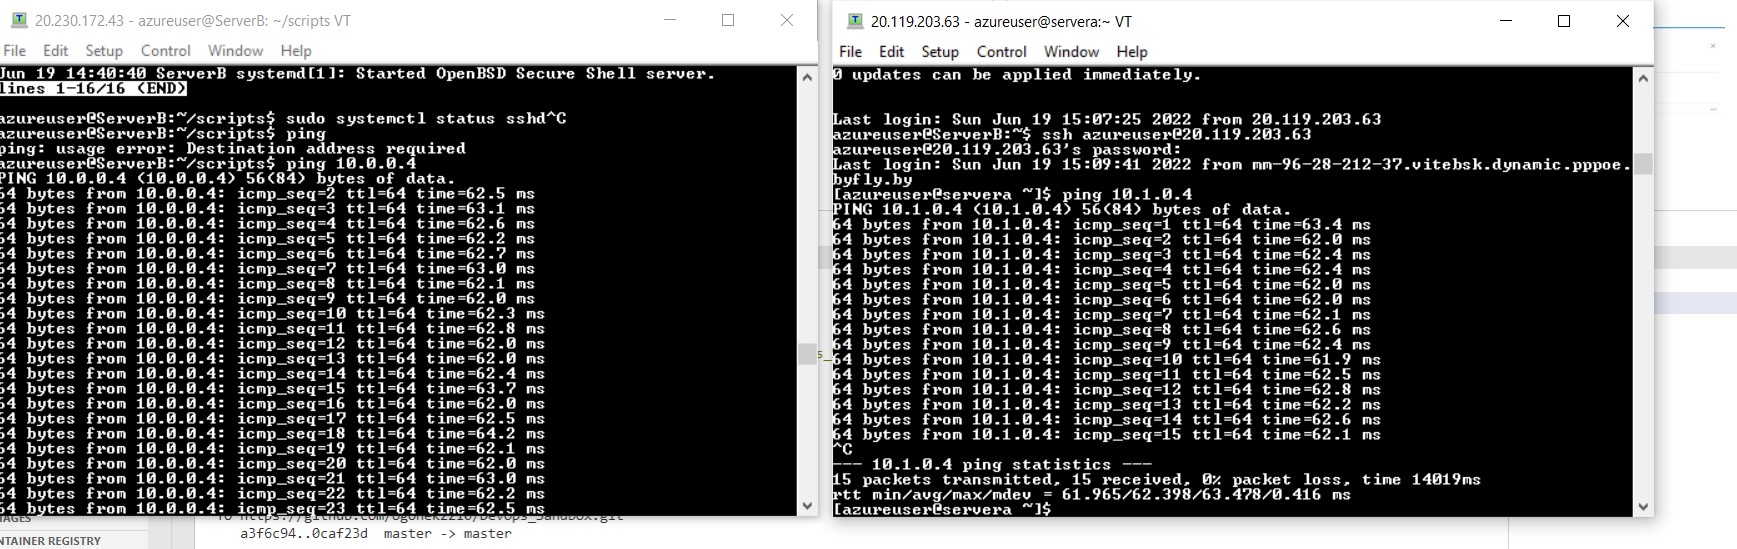 20.230.172.43 - azureuser@ServerB: ~/scripts VT
File Edit Setup Control Window Help
Jun 19 14:40:40 ServerB systemd[1]: Started OpenBSD Secure Shell server.
lines 1-16/16 (END)
azureuser@ServerB:~/scripts$ sudo systemctl status sshd^C
azureuser@ServerB:~/scripts$ ping
ping: usage error: Destination address required
azureuser@ServerB:~/scripts$ ping 10.0.0.4
PING 10.0.0.4 (10.0.0.4) 56(84) bytes of data.
64 bytes from 10.0.0.4: icmp_seq=2 ttl=64 time=62.5 ms
64 bytes from 10.0.0.4: icmp_seq=3 ttl=64 time=63.1 ms
64 bytes from 10.0.0.4: icmp_seq=4 ttl=64 time=62.6 ms
64 bytes from 10.0.0.4: icmp_seq=5 ttl=64 time=62.2 ms
64 bytes from 10.0.0.4: icmp_seq=6 ttl=64 time=62.7 ms
64 bytes from 10.0.0.4: icmp_seq=7 ttl=64 time=63.0 ms
64 bytes from 10.0.0.4: icmp_seq=8 ttl=64 time=62.1 ms
64 bytes from 10.0.0.4: icmp_seq=9 ttl=64 time=62.0 ms
64 bytes from 10.0.0.4: icmp_seq=10 ttl=64 time=62.3 ms
64 bytes from 10.0.0.4: icmp_seq=11 ttl=64 time=62.8 ms
64 bytes from 10.0.0.4: icmp_seq=12 ttl=64 time=62.0 ms
64 bytes from 10.0.0.4: icmp_seq=13 ttl=64 time=62.0 ms
64 bytes from 10.0.0.4: icmp_seq=14 ttl=64 time=62.4 ms
64 bytes from 10.0.0.4: icmp_seq=15 ttl=64 time=63.7 ms
64 bytes from 10.0.0.4: icmp_seq=16 ttl=64 time=62.0 ms
64 bytes from 10.0.0.4: icmp_seq=17 ttl=64 time=62.5 ms
64 bytes from 10.0.0.4: icmp_seq=18 ttl=64 time=64.2 ms
64 bytes from 10.0.0.4: icmp_seq=19 ttl=64 time=62.1 ms
64 bytes from 10.0.0.4: icmp_seq=20 ttl=64 time=62.0 ms
64 bytes from 10.0.0.4: icmp_seq=21 ttl=64 time=63.0 ms
64 bytes from 10.0.0.4: icmp_seq=22 ttl=64 time=62.2 ms
64 bytes from 10.0.0.4: icmp_seq=23 ttl=64 time=62.5 ms
20.119.203.63 - azureuser@servera:~ VT
File Edit Setup Control Window Help
0 updates can be applied immediately.
Last login: Sun Jun 19 15:07:25 2022 from 20.119.203.63
azureuser@ServerB:~$ ssh azureuser@20.119.203.63
azureuser@20.119.203.63's password:
Last login: Sun Jun 19 15:09:41 2022 from mm-96-28-212-37.vitebsk.dynamic.pppoe.
byfly.by
[azureuser@servera ~]$ ping 10.1.0.4
PING 10.1.0.4 (10.1.0.4) 56(84) bytes of data.
64 bytes from 10.1.0.4: icmp_seq=1 ttl=64 time=63.4 ms
64 bytes from 10.1.0.4: icmp_seq=2 ttl=64 time=62.0 ms
64 bytes from 10.1.0.4: icmp_seq=3 ttl=64 time=62.4 ms
64 bytes from 10.1.0.4: icmp_seq=4 ttl=64 time=62.4 ms
64 bytes from 10.1.0.4: icmp_seq=5 ttl=64 time=62.0 ms
64 bytes from 10.1.0.4: icmp_seq=6 ttl=64 time=62.0 ms
64 bytes from 10.1.0.4: icmp_seq=7 ttl=64 time=62.1 ms
64 bytes from 10.1.0.4: icmp_seq=8 ttl=64 time=62.6 ms
64 bytes from 10.1.0.4: icmp_seq=9 ttl=64 time=62.4 ms
64 bytes from 10.1.0.4: icmp_seq=10 ttl=64 time=61.9 ms
64 bytes from 10.1.0.4: icmp_seq=11 ttl=64 time=62.5 ms
64 bytes from 10.1.0.4: icmp_seq=12 ttl=64 time=62.8 ms
64 bytes from 10.1.0.4: icmp_seq=13 ttl=64 time=62.2 ms
64 bytes from 10.1.0.4: icmp_seq=14 ttl=64 time=62.6 ms
64 bytes from 10.1.0.4: icmp_seq=15 ttl=64 time=62.1 ms
^C
--- 10.1.0.4 ping statistics ---
15 packets transmitted, 15 received, 0% packet loss, time 14019ms
rtt min/avg/max/mdev = 61.965/62.398/63.478/0.416 ms
[azureuser@servera ~]$
a3f6c94..0caf23d master -> master
NTAINER REGISTRY